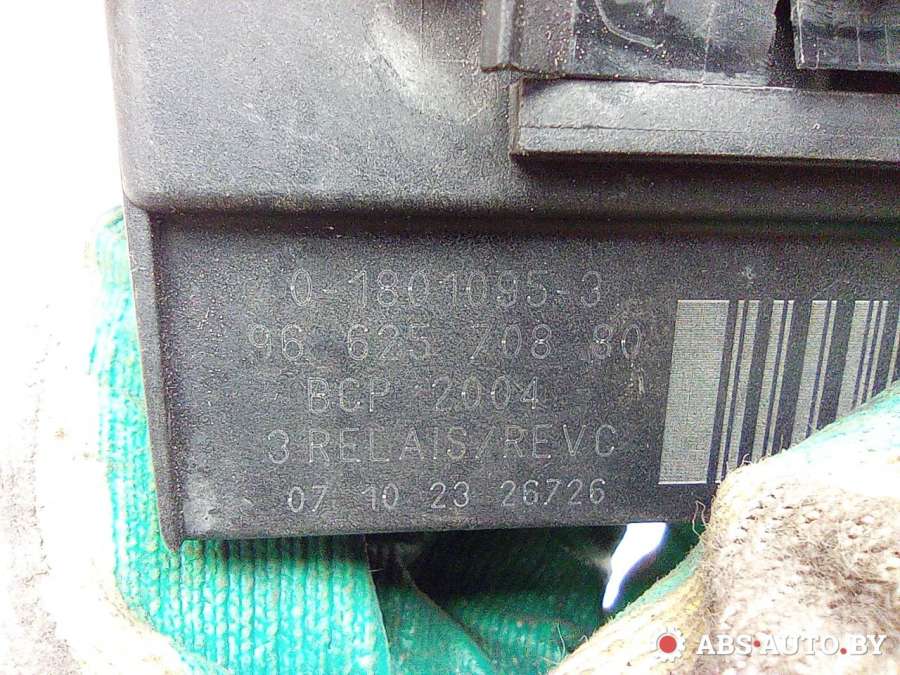 0-1801095-3
96 625 708 80
BCP 2004
3 RELAIS/REVC
07 10 23 26726
ABS-AUTO.BY